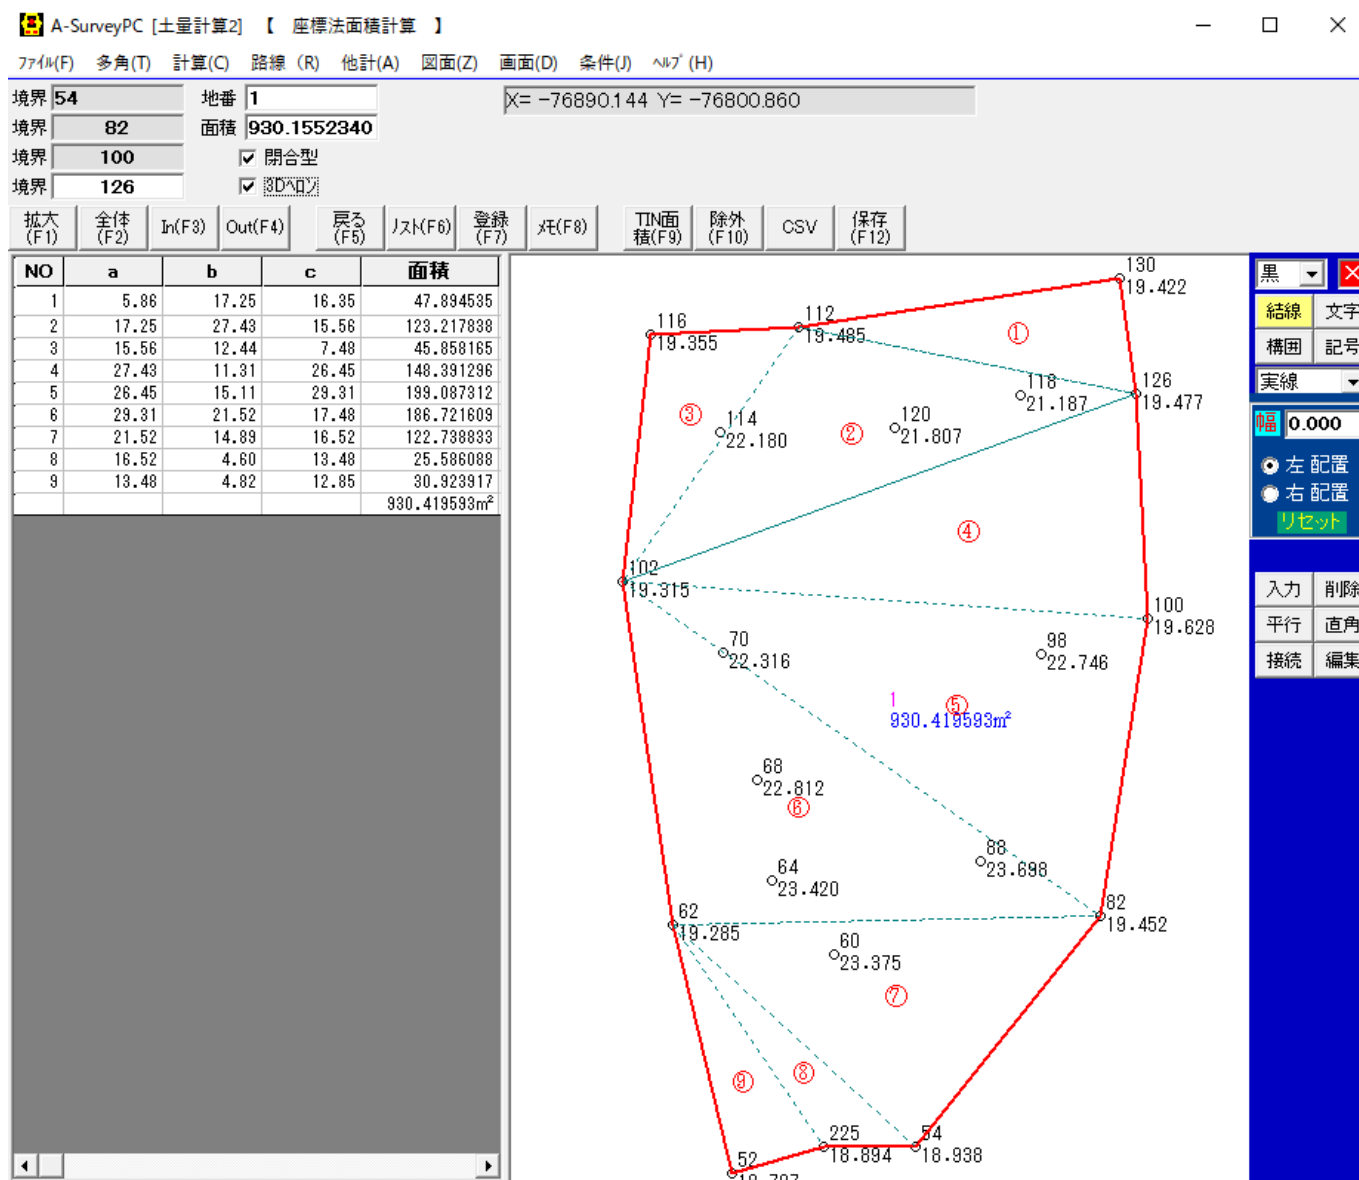 A-SurveyPC [土量計算2] 【 座標法面積計算 】
ﾌｧｲﾙ(F) 多角(T) 計算(C) 路線 (R) 他計(A) 図面(Z) 画面(D) 条件(J) ﾍﾙﾌﾟ(H)
境界 54 地番 1 X= -76890.144 Y= -76800.860
境界 82 面積 930.1552340
境界 100 閉合型
境界 126 3Dﾍﾛﾝ
拡大(F1) 全体(F2) In(F3) Out(F4) 戻る(F5) ﾘｽﾄ(F6) 登録(F7) ﾒﾓ(F8) TIN面積(F9) 除外(F10) CSV 保存(F12)
NO a b c 面積
1 5.86 17.25 16.35 47.894535
2 17.25 27.43 15.56 123.217838
3 15.56 12.44 7.48 45.858165
4 27.43 11.31 26.45 148.391296
5 26.45 15.11 29.31 199.087312
6 29.31 21.52 17.48 186.721609
7 21.52 14.89 16.52 122.738833
8 16.52 4.60 13.48 25.586088
9 13.48 4.82 12.85 30.923917
930.419593㎡
130
19.422
116
19.355
112
19.485
①
126
19.477
118
21.187
③
114
22.180
②
120
21.807
④
102
19.315
100
19.628
70
22.316
98
22.746
1
⑤
930.419593㎡
68
22.812
⑥
88
23.698
64
23.420
82
19.452
62
19.285
60
23.375
⑦
⑨
⑧
225
18.894
54
18.938
52
黒
結線 文字
構囲 記号
実線
幅 0.000
左 配置
右 配置
リセット
入力 削除
平行 直角
接続 編集